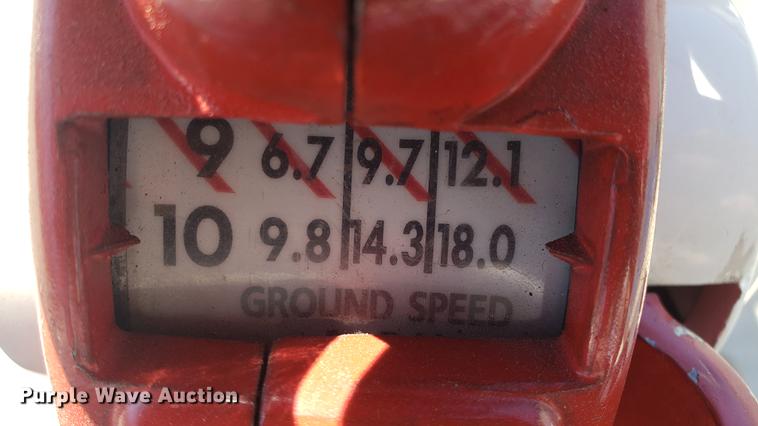 9 6.7 9.7 12.1
10 9.8 14.3 18.0
GROUND SPEED
Purple Wave Auction